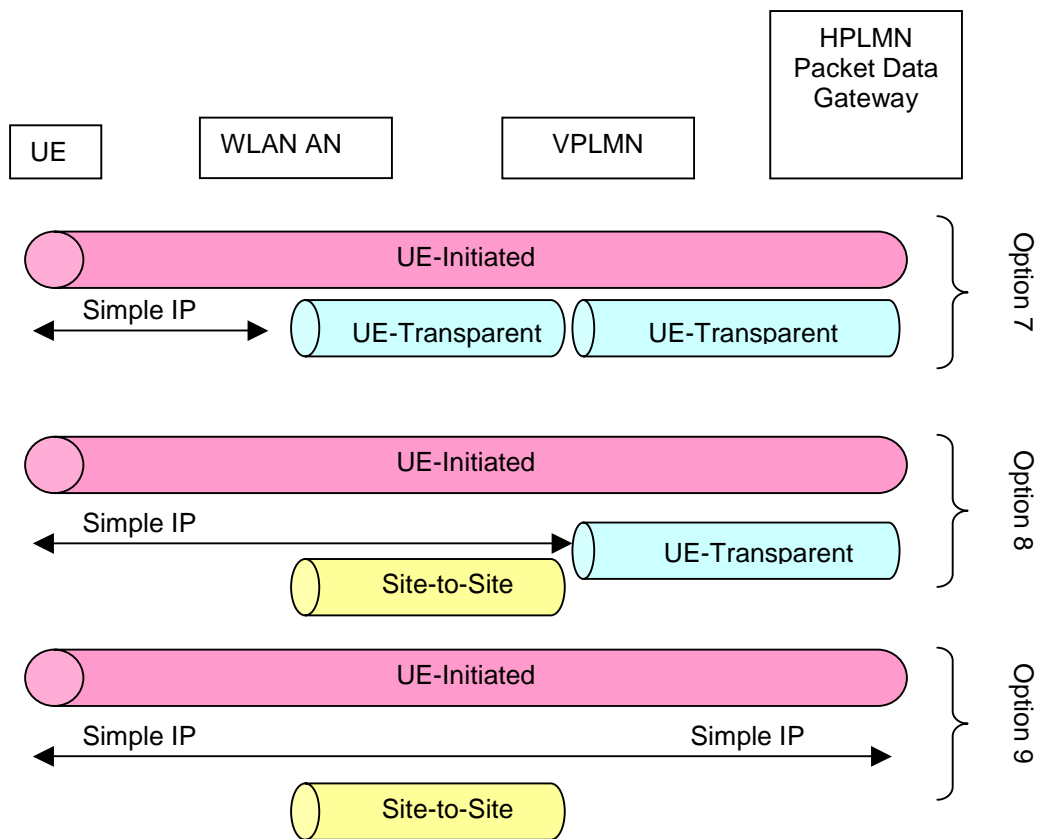 HPLMN
Packet Data
Gateway
UE
WLAN AN
VPLMN
UE-Initiated
Simple IP
UE-Transparent
UE-Transparent
Option 7
UE-Initiated
Simple IP
UE-Transparent
Site-to-Site
Option 8
UE-Initiated
Simple IP
Simple IP
Site-to-Site
Option 9